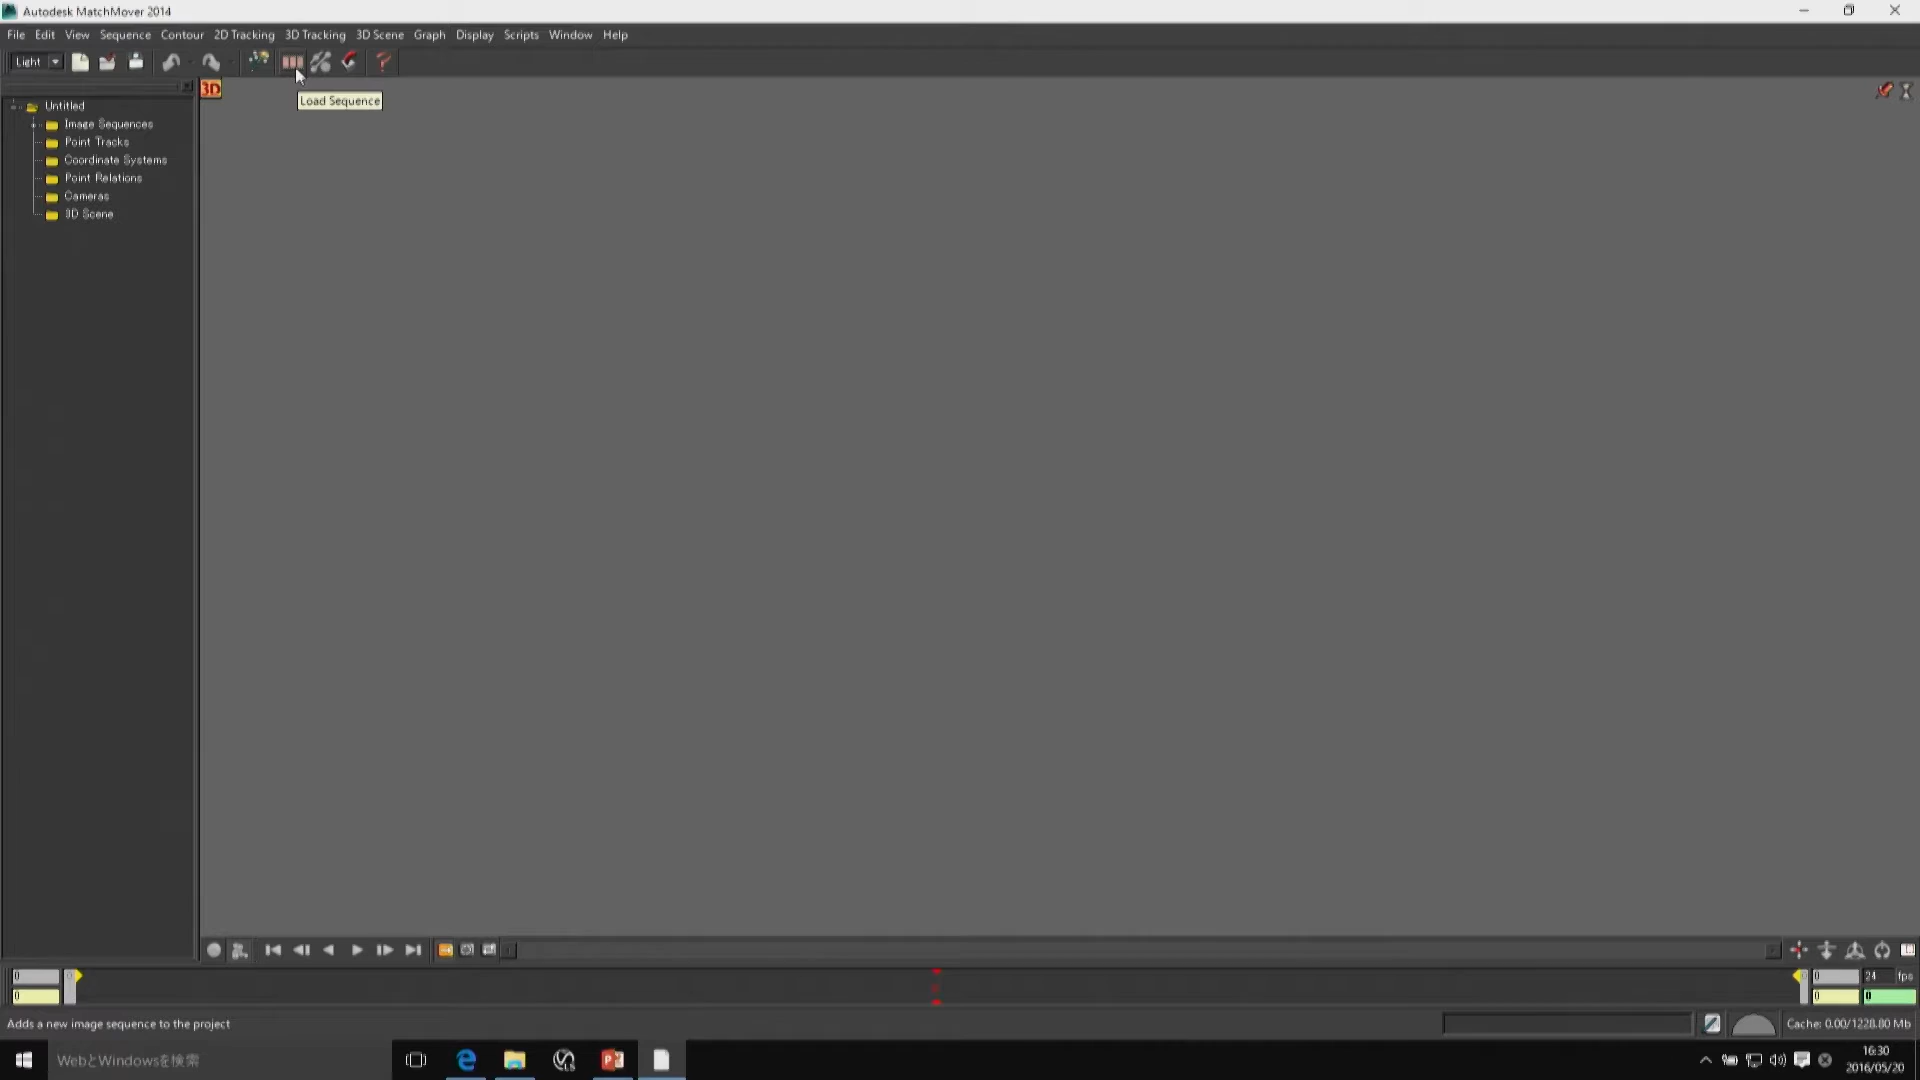 Autodesk MatchMover 2014
File Edit View Sequence Contour 2D Tracking 3D Tracking 3D Scene Graph Display Scripts Window Help
Light
3D
Load Sequence
Untitled
Image Sequences
Point Tracks
Coordinate Systems
Point Relations
Cameras
3D Scene
0 0 24 fps
0 0 0
Adds a new image sequence to the project
Cache: 0.00/1228.80 Mb
WebとWindowsを検索
16:30
2016/05/20